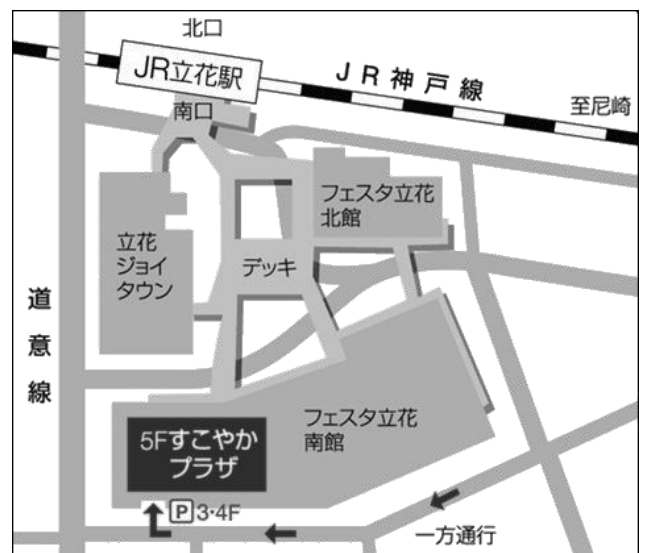 北口
JR立花駅
JR神戸線
南口
至尼崎
フェスタ立花
北館
立花
ジョイ
タウン
デッキ
道意線
フェスタ立花
南館
5Fすこやか
プラザ
P3・4F
一方通行